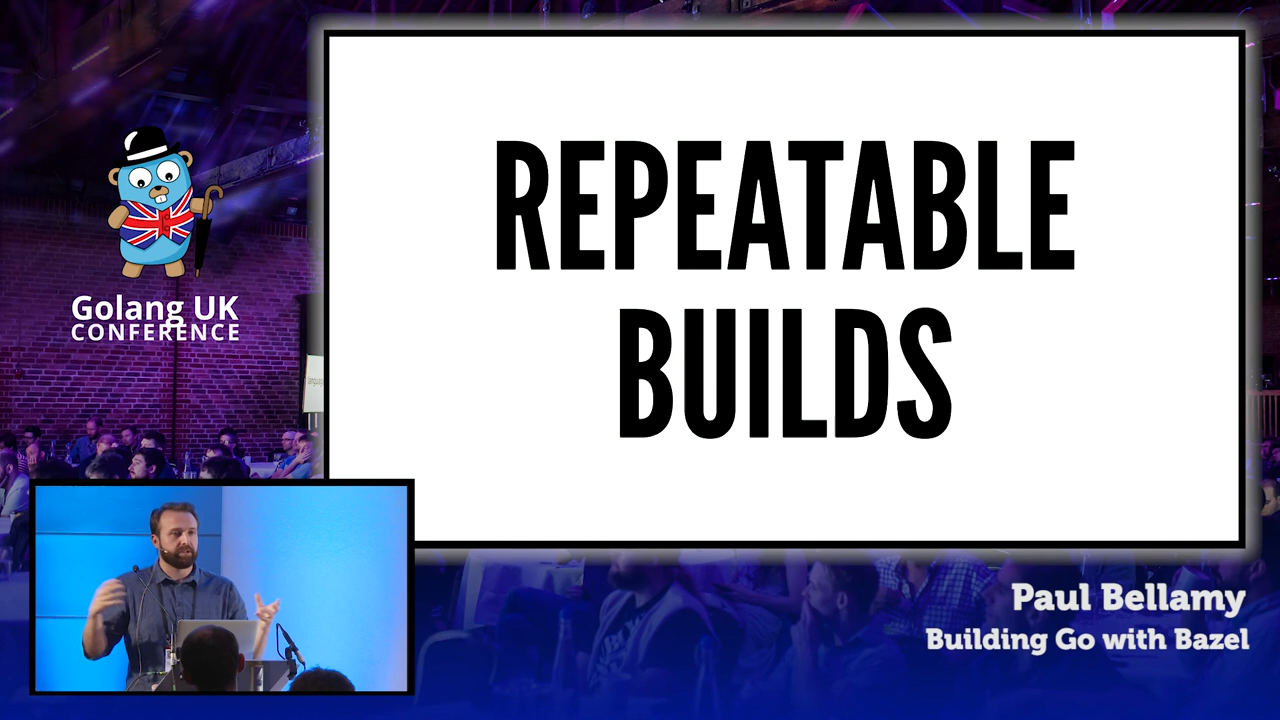 REPEATABLE
BUILDS
Golang UK
CONFERENCE
Paul Bellamy
Building Go with Bazel